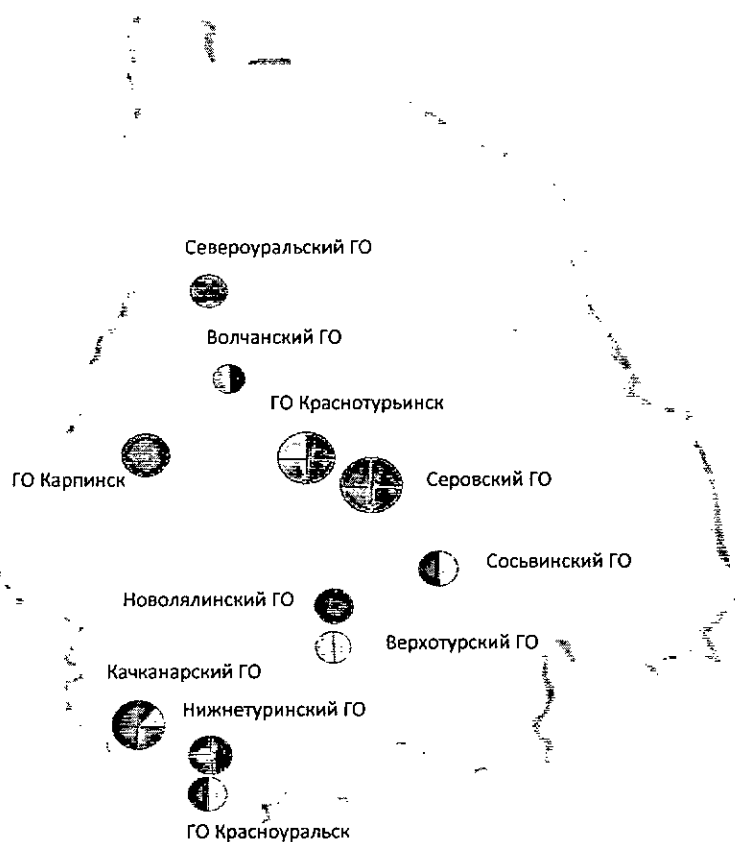 Североуральский ГО
Волчанский ГО
ГО Краснотурьинск
ГО Карпинск
Серовский ГО
Сосьвинский ГО
Новолялинский ГО
Верхотурский ГО
Качканарский ГО
Нижнетуринский ГО
ГО Красноуральск